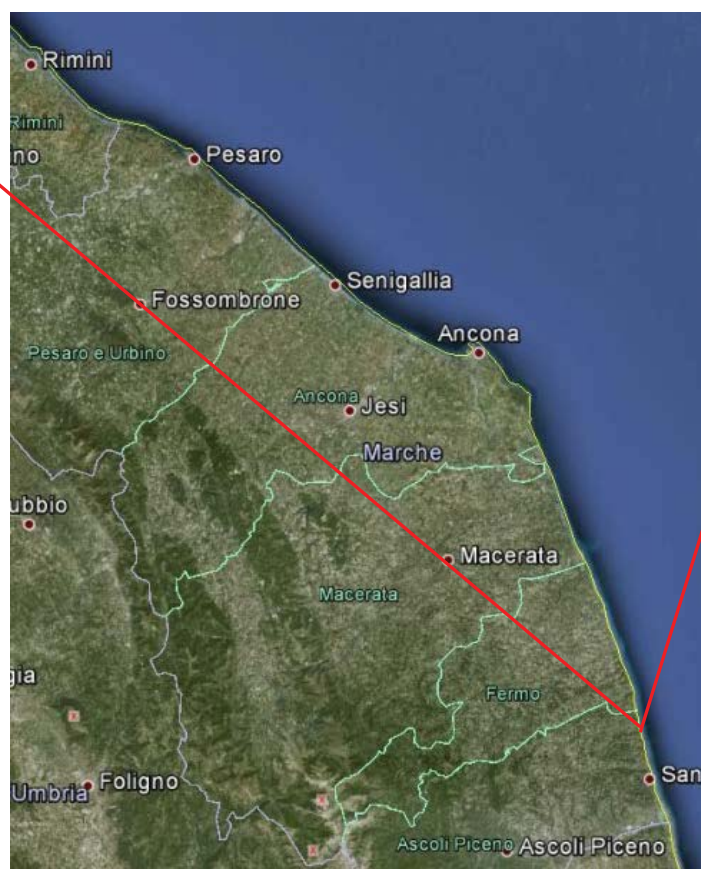 Rimini
Rimini
no
Pesaro
Senigallia
Fossombrone
Ancona
Pesaro e Urbino
Ancona
Jesi
Marche
ubbio
Macerata
Macerata
gia
Fermo
San
Foligno
Umbria
Ascoli Piceno
Ascoli Piceno